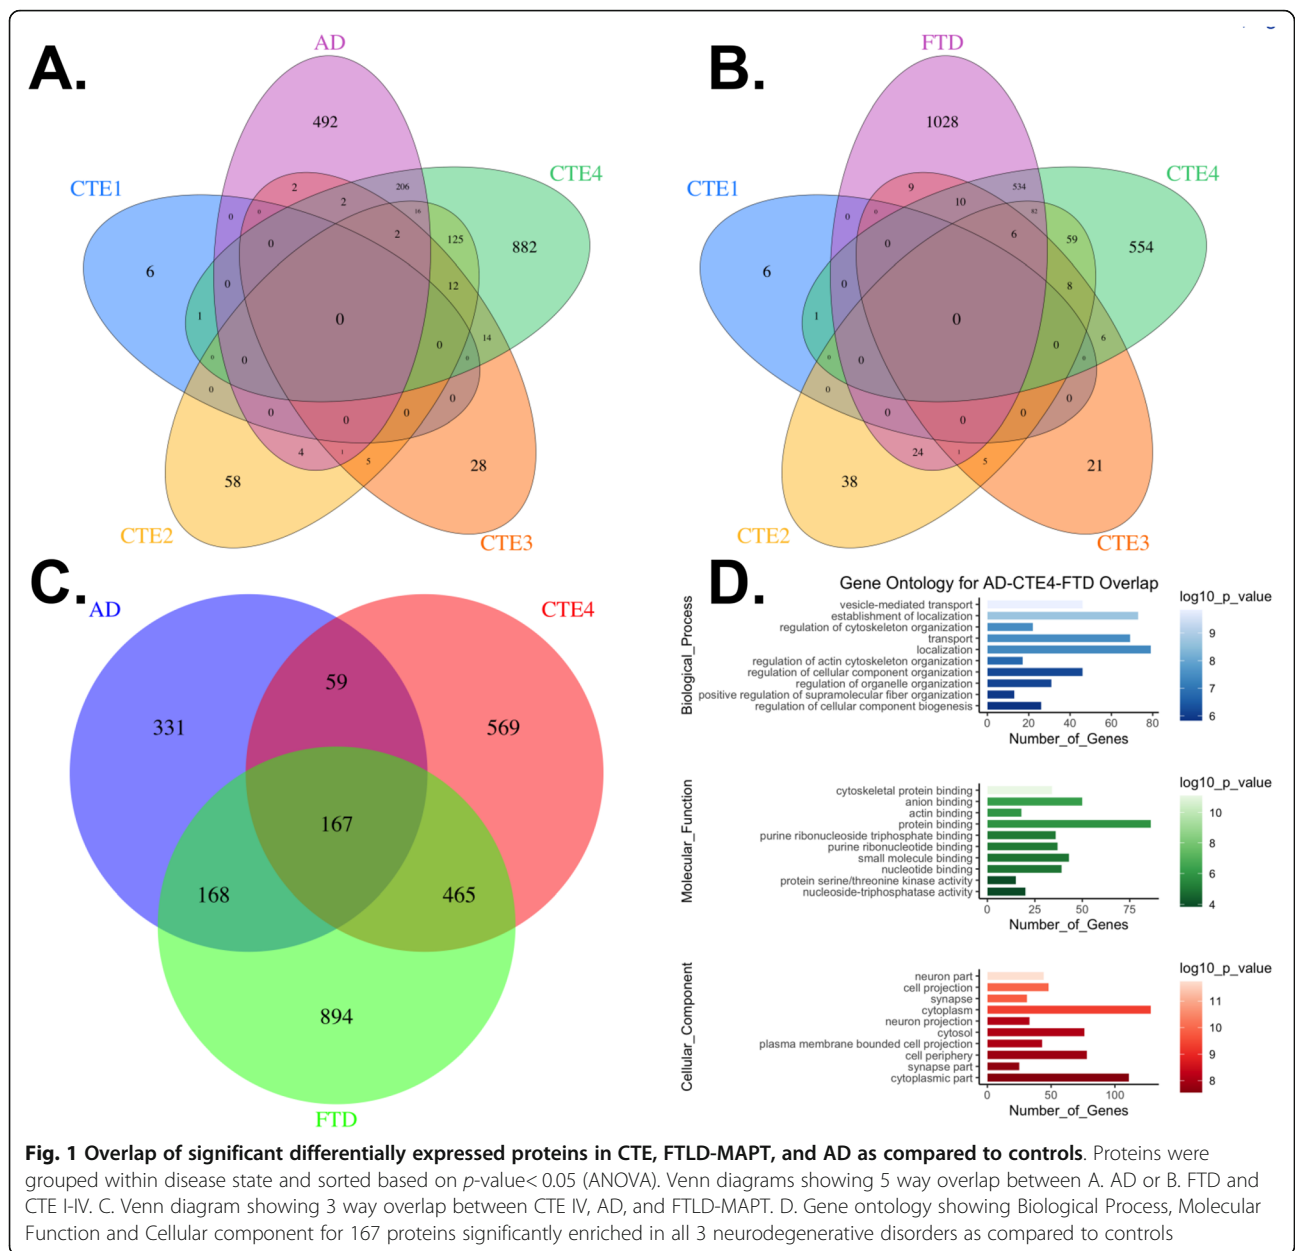 A.
AD
492
CTE1
CTE4
2
206
0
0
2
16
0
2
125
882
6
0
12
1
0
14
0
0
0
0
0
0
0
0
0
4
1
5
28
58
CTE2
CTE3
B.
FTD
1028
CTE1
CTE4
9
534
0
0
10
82
0
6
59
554
6
0
8
1
0
6
0
0
0
0
0
0
0
0
0
24
1
5
21
38
CTE2
CTE3
C.
AD
CTE4
59
331
569
167
168
465
894
FTD
D.
Gene Ontology for AD-CTE4-FTD Overlap
Biological_Process
vesicle-mediated transport
establishment of localization
regulation of cytoskeleton organization
transport
localization
regulation of actin cytoskeleton organization
regulation of cellular component organization
regulation of organelle organization
positive regulation of supramolecular fiber organization
regulation of cellular component biogenesis
0 20 40 60 80
Number_of_Genes
log10_p_value
9
8
7
6
Molecular_Function
cytoskeletal protein binding
anion binding
actin binding
protein binding
purine ribonucleoside triphosphate binding
purine ribonucleotide binding
small molecule binding
nucleotide binding
protein serine/threonine kinase activity
nucleoside-triphosphatase activity
0 25 50 75
Number_of_Genes
log10_p_value
10
8
6
4
Cellular_Component
neuron part
cell projection
synapse
cytoplasm
neuron projection
cytosol
plasma membrane bounded cell projection
cell periphery
synapse part
cytoplasmic part
0 50 100
Number_of_Genes
log10_p_value
11
10
9
8
Fig. 1 Overlap of significant differentially expressed proteins in CTE, FTLD-MAPT, and AD as compared to controls. Proteins were
grouped within disease state and sorted based on p-value< 0.05 (ANOVA). Venn diagrams showing 5 way overlap between A. AD or B. FTD and
CTE I-IV. C. Venn diagram showing 3 way overlap between CTE IV, AD, and FTLD-MAPT. D. Gene ontology showing Biological Process, Molecular
Function and Cellular component for 167 proteins significantly enriched in all 3 neurodegenerative disorders as compared to controls